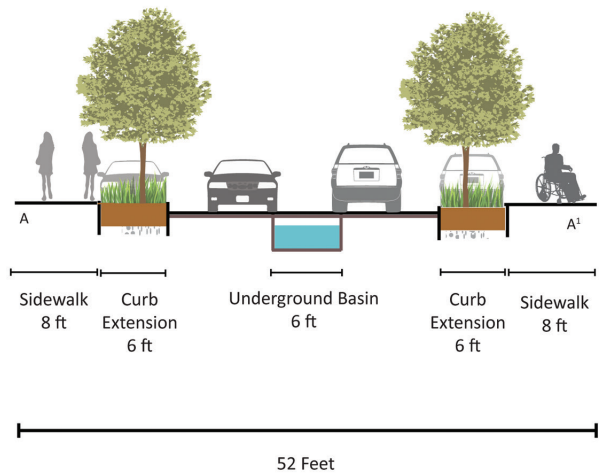 A
A¹
Sidewalk
8 ft
Curb
Extension
6 ft
Underground Basin
6 ft
Curb
Extension
6 ft
Sidewalk
8 ft
52 Feet